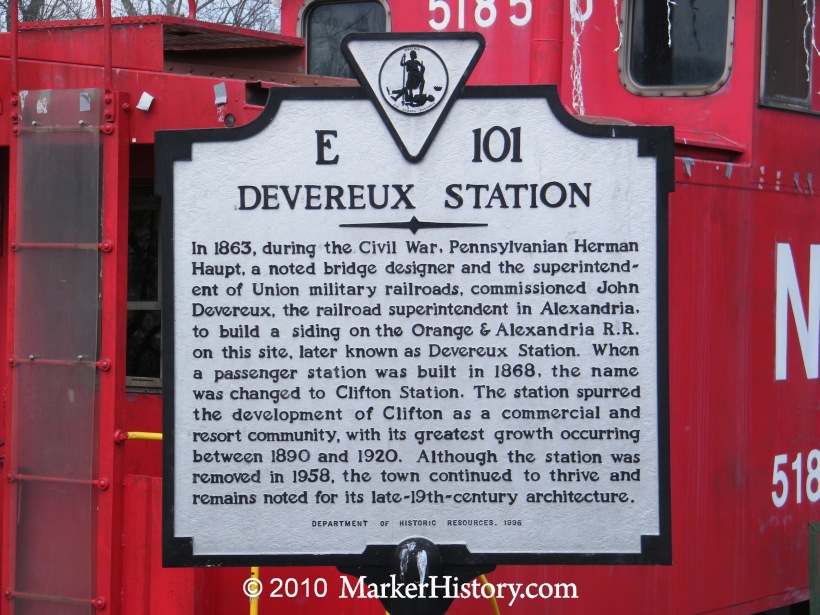 5185
E 101
DEVEREUX STATION
In 1863, during the Civil War, Pennsylvanian Herman
Haupt, a noted bridge designer and the superintend-
ent of Union military railroads, commissioned John
Devereux, the railroad superintendent in Alexandria,
to build a siding on the Orange & Alexandria R.R.
on this site, later known as Devereux Station. When
a passenger station was built in 1868, the name
was changed to Clifton Station. The station spurred
the development of Clifton as a commercial and
resort community, with its greatest growth occurring
between 1890 and 1920. Although the station was
removed in 1958, the town continued to thrive and
remains noted for its late-19th-century architecture.
DEPARTMENT OF HISTORIC RESOURCES, 1996
N
518
© 2010 MarkerHistory.com